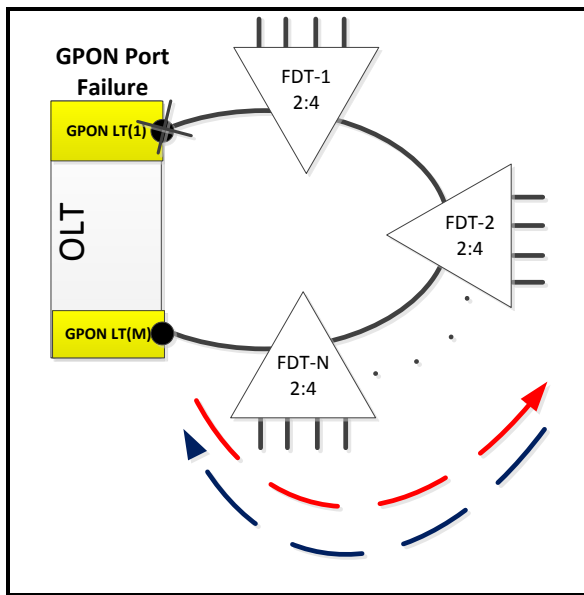 GPON Port
Failure
GPON LT(1)
OLT
GPON LT(M)
FDT-1
2:4
FDT-2
2:4
FDT-N
2:4